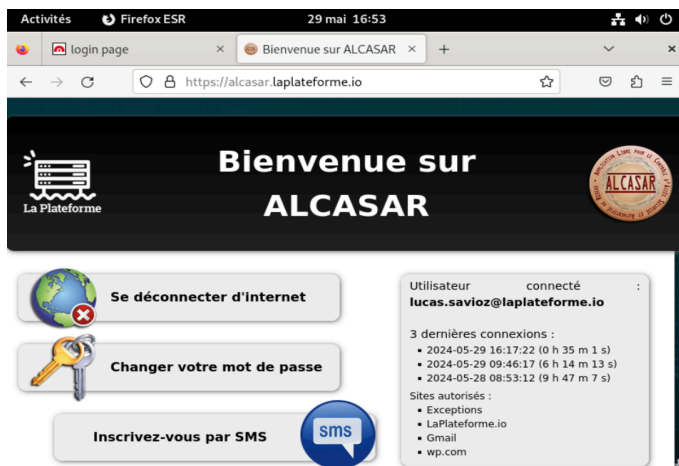 Activités Firefox ESR 29 mai 16:53
login page × Bienvenue sur ALCASAR × +
https://alcasar.laplateforme.io
La Plateforme
Bienvenue sur
ALCASAR
ALCASAR
Se déconnecter d'internet
Changer votre mot de passe
Inscrivez-vous par SMS
sms
Utilisateur connecté :
lucas.savioz@laplateforme.io
3 dernières connexions :
2024-05-29 16:17:22 (0 h 35 m 1 s)
2024-05-29 09:46:17 (6 h 14 m 13 s)
2024-05-28 08:53:12 (9 h 47 m 7 s)
Sites autorisés :
Exceptions
LaPlateforme.io
Gmail
wp.com